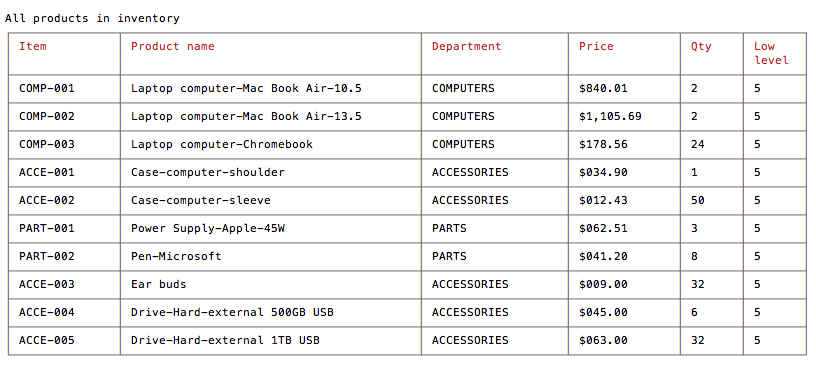 All products in inventory
Item Product name Department Price Qty Low level
COMP-001 Laptop computer-Mac Book Air-10.5 COMPUTERS $840.01 2 5
COMP-002 Laptop computer-Mac Book Air-13.5 COMPUTERS $1,105.69 2 5
COMP-003 Laptop computer-Chromebook COMPUTERS $178.56 24 5
ACCE-001 Case-computer-shoulder ACCESSORIES $034.90 1 5
ACCE-002 Case-computer-sleeve ACCESSORIES $012.43 50 5
PART-001 Power Supply-Apple-45W PARTS $062.51 3 5
PART-002 Pen-Microsoft PARTS $041.20 8 5
ACCE-003 Ear buds ACCESSORIES $009.00 32 5
ACCE-004 Drive-Hard-external 500GB USB ACCESSORIES $045.00 6 5
ACCE-005 Drive-Hard-external 1TB USB ACCESSORIES $063.00 32 5